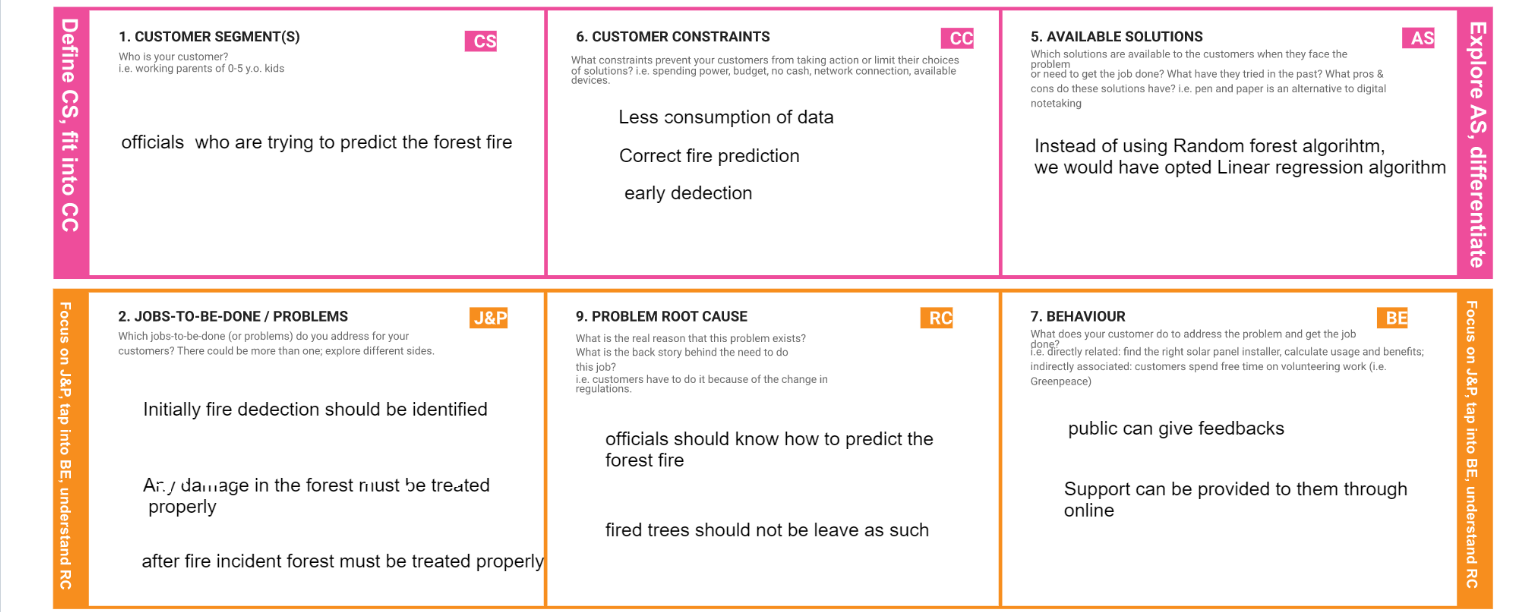 Define CS, fit into CC
1. CUSTOMER SEGMENT(S)
CS
Who is your customer?
i.e. working parents of 0-5 y.o. kids
officials who are trying to predict the forest fire
6. CUSTOMER CONSTRAINTS
CC
What constraints prevent your customers from taking action or limit their choices
of solutions? i.e. spending power, budget, no cash, network connection, available
devices.
Less consumption of data
Correct fire prediction
early dedection
5. AVAILABLE SOLUTIONS
AS
Which solutions are available to the customers when they face the
problem
or need to get the job done? What have they tried in the past? What pros &
cons do these solutions have? i.e. pen and paper is an alternative to digital
notetaking
Instead of using Random forest algorihtm,
we would have opted Linear regression algorithm
Explore AS, differentiate
Focus on J&P, tap into BE, understand RC
2. JOBS-TO-BE-DONE / PROBLEMS
J&P
Which jobs-to-be-done (or problems) do you address for your
customers? There could be more than one; explore different sides.
Initially fire dedection should be identified
Any damage in the forest must be treated
properly
after fire incident forest must be treated properly
9. PROBLEM ROOT CAUSE
RC
What is the real reason that this problem exists?
What is the back story behind the need to do
this job?
i.e. customers have to do it because of the change in
regulations.
officials should know how to predict the
forest fire
fired trees should not be leave as such
7. BEHAVIOUR
BE
What does your customer do to address the problem and get the job
done?
i.e. directly related: find the right solar panel installer, calculate usage and benefits;
indirectly associated: customers spend free time on volunteering work (i.e.
Greenpeace)
public can give feedbacks
Support can be provided to them through
online
Focus on J&P, tap into BE, understand RC